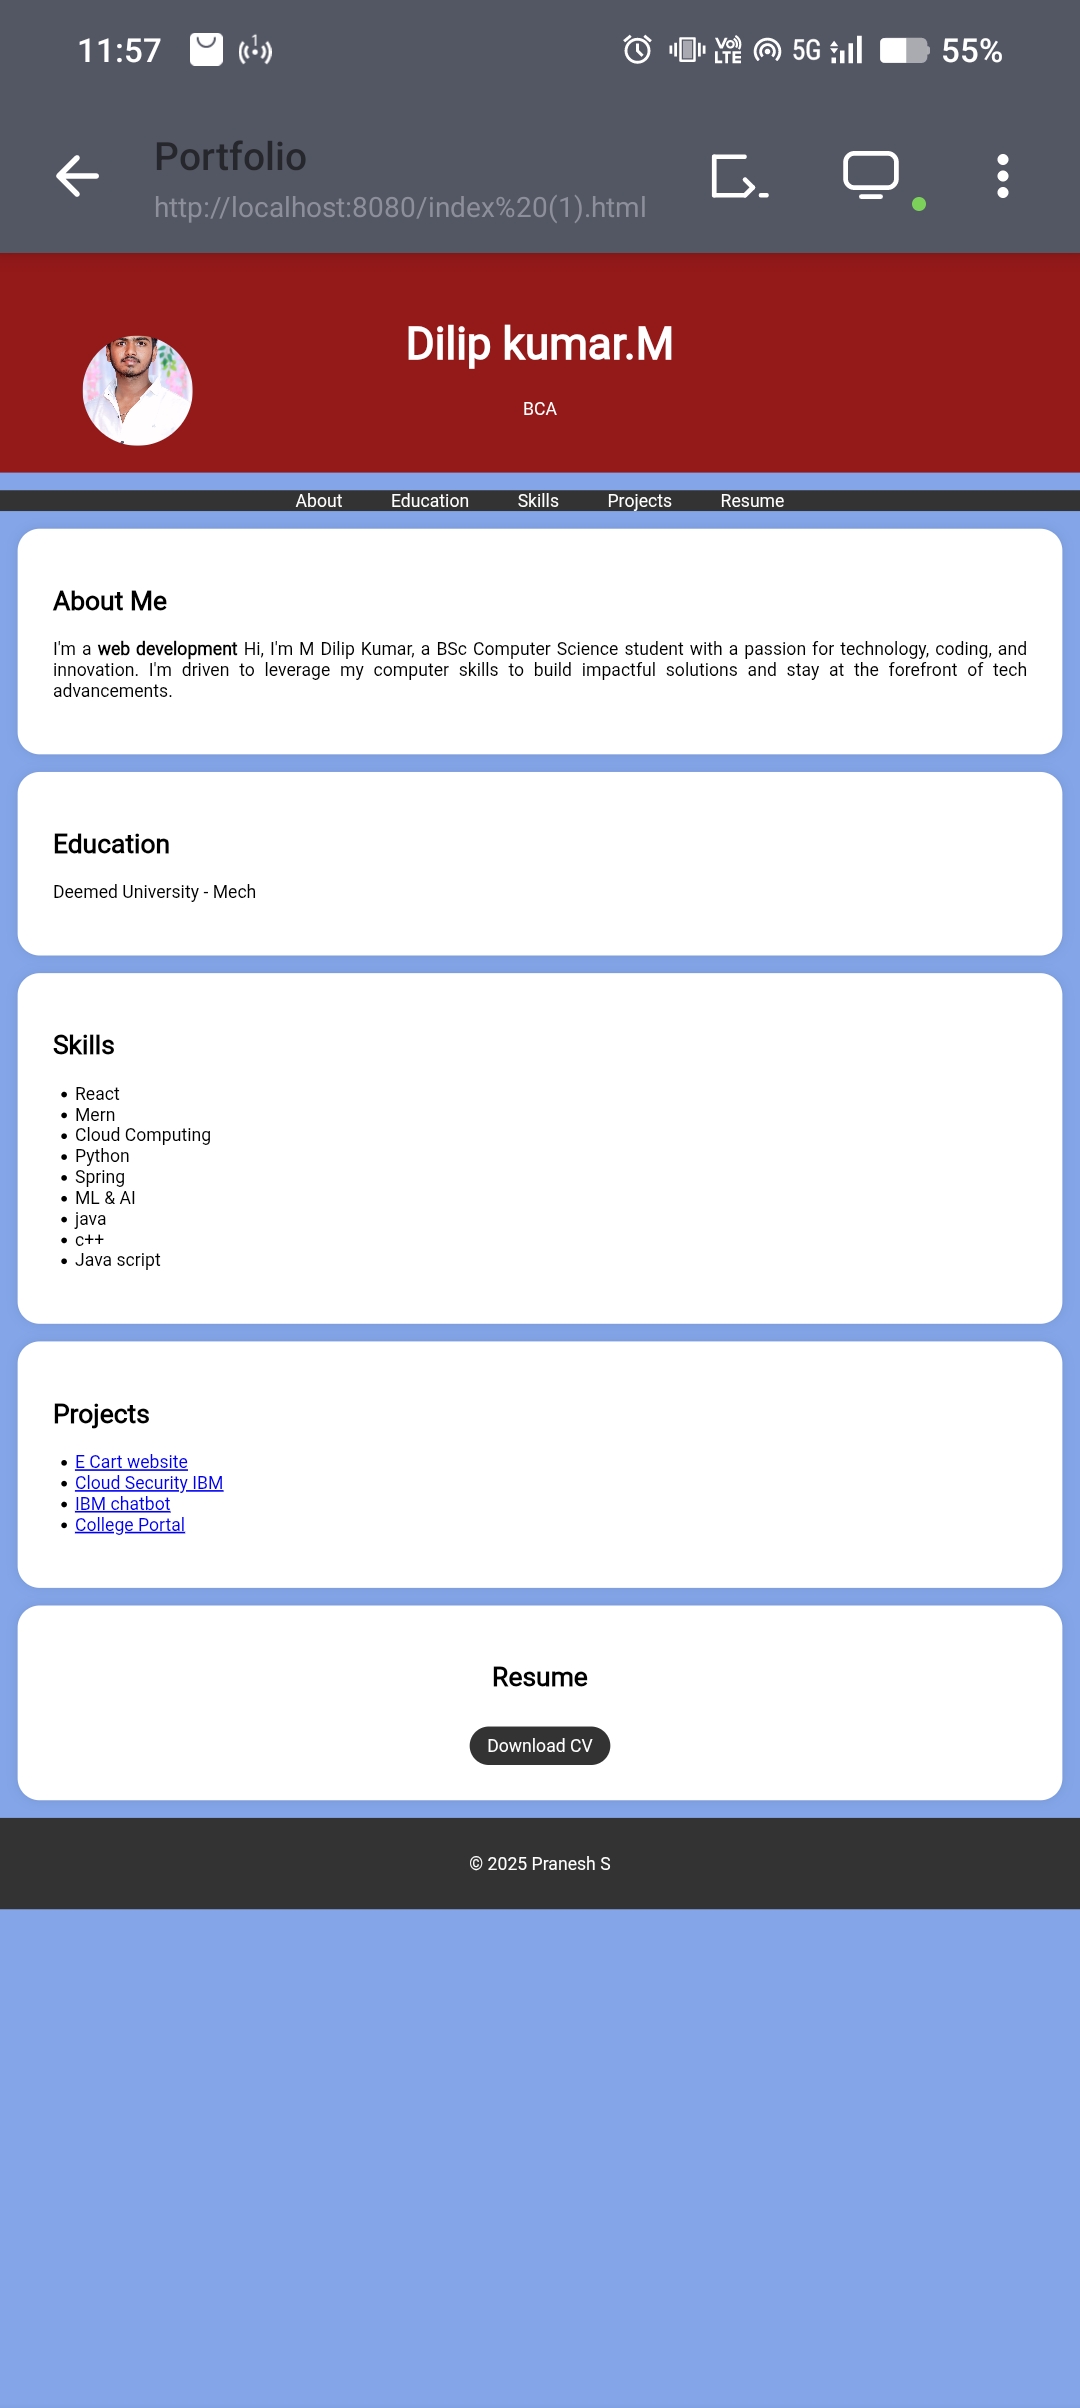 11:57
Vo) LTE 5G 55%
Portfolio
http://localhost:8080/index%20(1).html
Dilip kumar.M
BCA
About Education Skills Projects Resume
About Me
I'm a web development Hi, I'm M Dilip Kumar, a BSc Computer Science student with a passion for technology, coding, and
innovation. I'm driven to leverage my computer skills to build impactful solutions and stay at the forefront of tech
advancements.
Education
Deemed University - Mech
Skills
• React
• Mern
• Cloud Computing
• Python
• Spring
• ML & AI
• java
• c++
• Java script
Projects
• E Cart website
• Cloud Security IBM
• IBM chatbot
• College Portal
Resume
Download CV
© 2025 Pranesh S